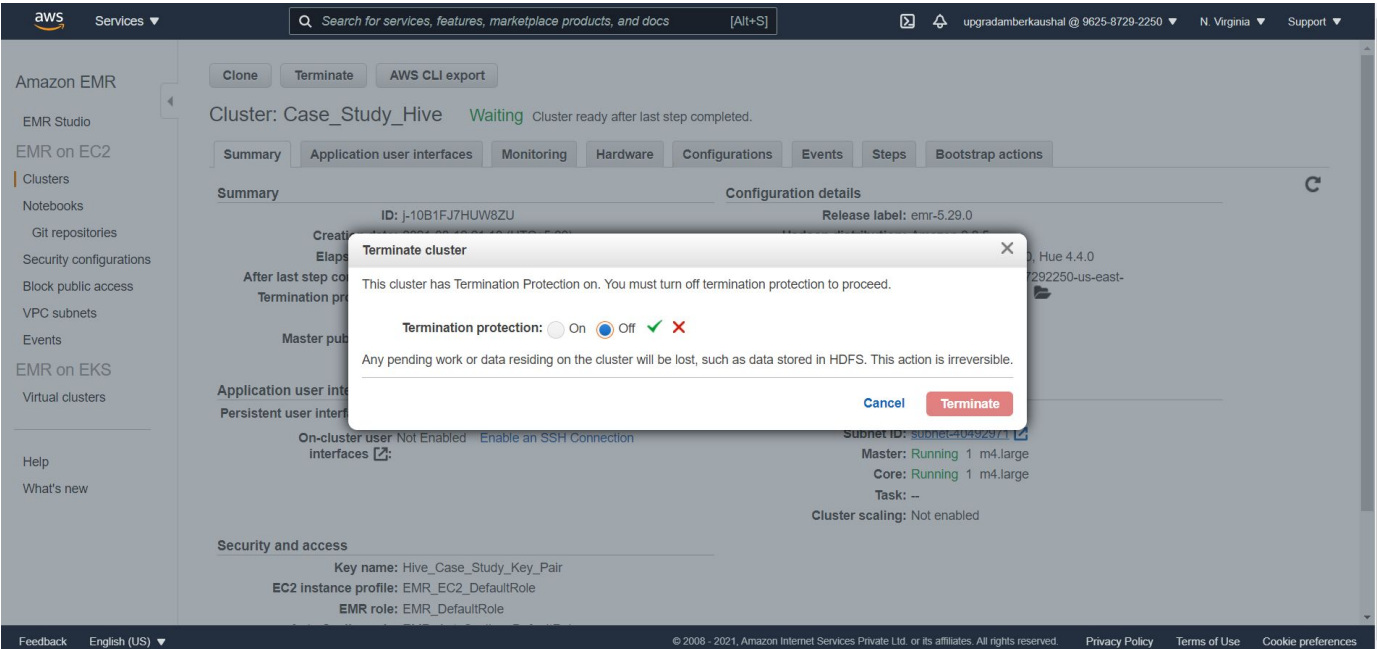 aws Services ▼ Search for services, features, marketplace products, and docs [Alt+S] upgradamberkaushal @ 9625-8729-2250 ▼ N. Virginia ▼ Support ▼
Amazon EMR
EMR Studio
EMR on EC2
Clusters
Notebooks
Git repositories
Security configurations
Block public access
VPC subnets
Events
EMR on EKS
Virtual clusters
Help
What's new
Clone Terminate AWS CLI export
Cluster: Case_Study_Hive Waiting Cluster ready after last step completed.
Summary Application user interfaces Monitoring Hardware Configurations Events Steps Bootstrap actions
Summary
ID: j-10B1FJ7HUW8ZU
Elaps
After last step co
Termination pro
Master pub
Configuration details
Release label: emr-5.29.0
, Hue 4.4.0
7292250-us-east-
Terminate cluster
This cluster has Termination Protection on. You must turn off termination protection to proceed.
Termination protection: On Off
Any pending work or data residing on the cluster will be lost, such as data stored in HDFS. This action is irreversible.
Cancel Terminate
Application user inte
Persistent user interf
On-cluster user Not Enabled Enable an SSH Connection
interfaces :
Subnet ID: subnet-40492971
Master: Running 1 m4.large
Core: Running 1 m4.large
Task: --
Cluster scaling: Not enabled
Security and access
Key name: Hive_Case_Study_Key_Pair
EC2 instance profile: EMR_EC2_DefaultRole
EMR role: EMR_DefaultRole
Feedback English (US) ▼ © 2008 - 2021, Amazon Internet Services Private Ltd. or its affiliates. All rights reserved. Privacy Policy Terms of Use Cookie preferences